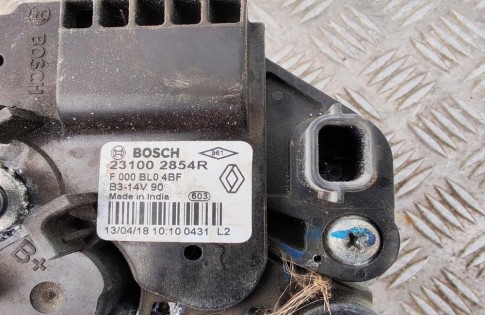 BOSCH
BOSCH
961
23100 2854R
F 000 BL0 4BF
B3-14V 90
Made in India
603
13/04/18 10:10 0431 L2
B+